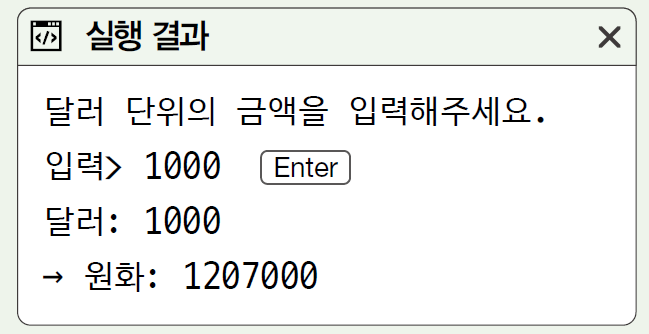 </> 실행 결과
달러 단위의 금액을 입력해주세요.
입력> 1000 Enter
달러: 1000
→ 원화: 1207000